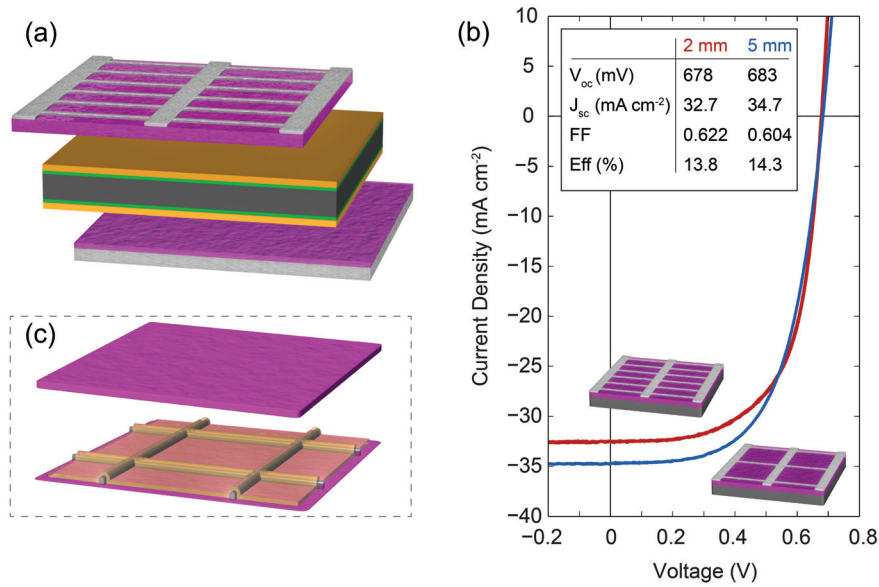 (a)
(b)
2 mm 5 mm
Voc (mV) 678 683
Jsc (mA cm-2) 32.7 34.7
FF 0.622 0.604
Eff (%) 13.8 14.3
10
5
0
−5
−10
−15
−20
−25
−30
−35
−40
Current Density (mA cm-2)
−0.2 0 0.2 0.4 0.6 0.8
Voltage (V)
(c)